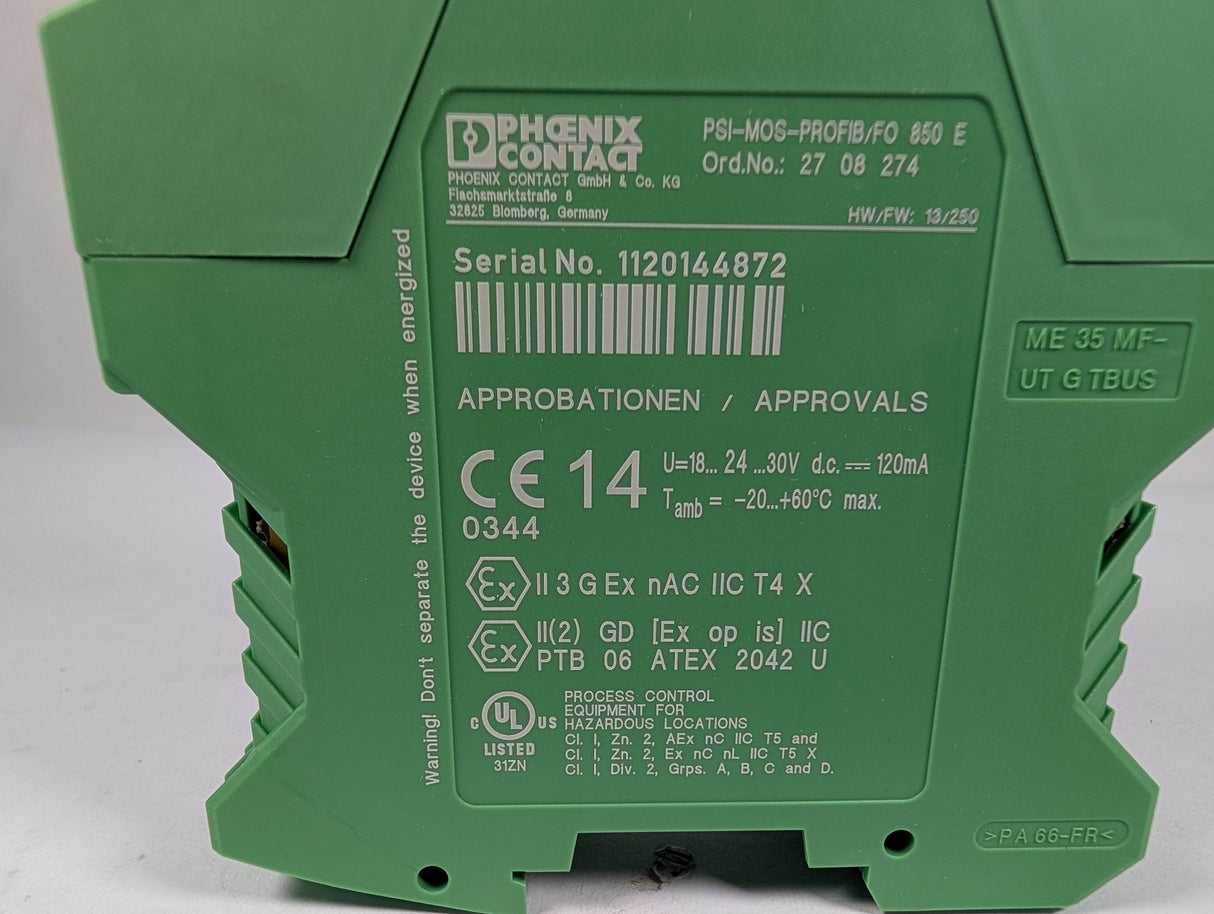 PHŒNIX
CONTACT
PHOENIX CONTACT GmbH & Co. KG
Flachsmarktstraße 8
32825 Blomberg, Germany
PSI-MOS-PROFIB/FO 850 E
Ord.No.: 27 08 274
HW/FW: 13/250
Serial No. 1120144872
APPROBATIONEN / APPROVALS
CE 14
0344
U=18... 24 ...30V d.c. 120mA
Tamb = -20...+60°C max.
Ex II 3 G Ex nAC IIC T4 X
Ex II(2) GD [Ex op is] IIC
PTB 06 ATEX 2042 U
C UL US
LISTED
31ZN
PROCESS CONTROL
EQUIPMENT FOR
HAZARDOUS LOCATIONS
Cl. I, Zn. 2, AEx nC IIC T5 and
Cl. I, Zn. 2, Ex nC nL IIC T5 X
Cl. I, Div. 2, Grps. A, B, C and D.
Warning! Don't separate the device when energized
ME 35 MF-
UT G TBUS
>PA 66-FR<